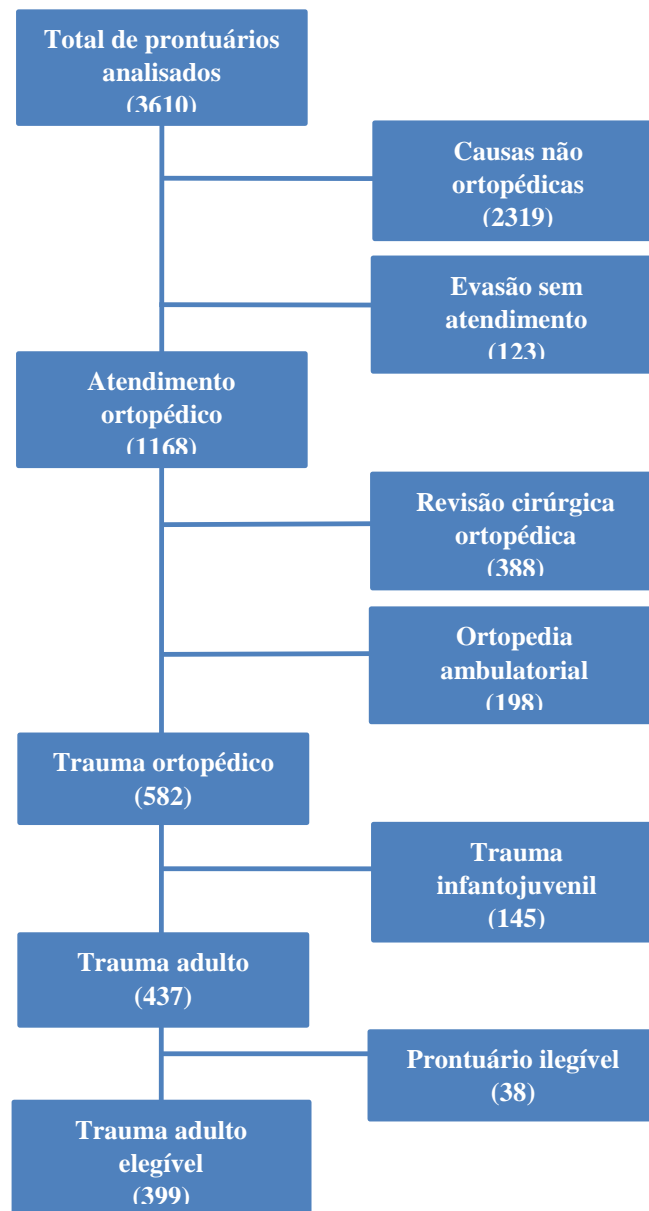 Total de prontuários
analisados
(3610)
Causas não
ortopédicas
(2319)
Evasão sem
atendimento
(123)
Atendimento
ortopédico
(1168)
Revisão cirúrgica
ortopédica
(388)
Ortopedia
ambulatorial
(198)
Trauma ortopédico
(582)
Trauma
infantojuvenil
(145)
Trauma adulto
(437)
Prontuário ilegível
(38)
Trauma adulto
elegível
(399)